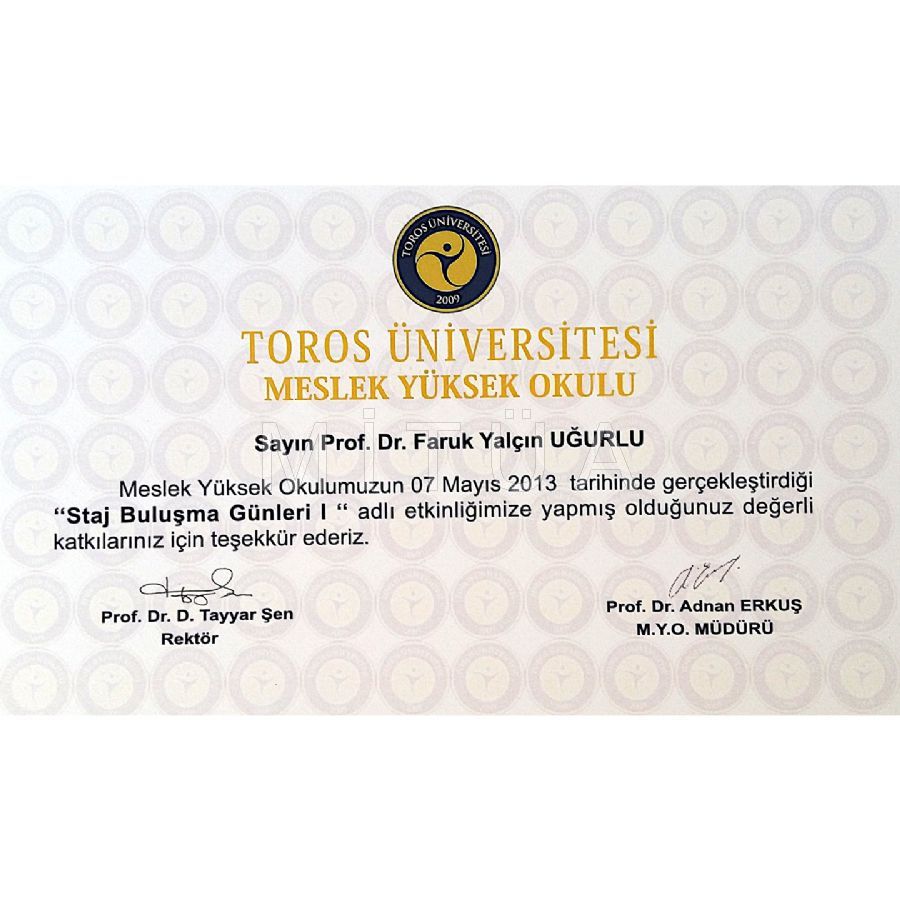 TOROS ÜNİVERSİTESİ
2009
TOROS ÜNİVERSİTESİ
MESLEK YÜKSEK OKULU
MİTÜA
Sayın Prof. Dr. Faruk Yalçın UĞURLU
Meslek Yüksek Okulumuzun 07 Mayıs 2013 tarihinde gerçekleştirdiği
“Staj Buluşma Günleri I “ adlı etkinliğimize yapmış olduğunuz değerli
katkılarınız için teşekkür ederiz.
Prof. Dr. D. Tayyar Şen
Rektör
Prof. Dr. Adnan ERKUŞ
M.Y.O. MÜDÜRÜ